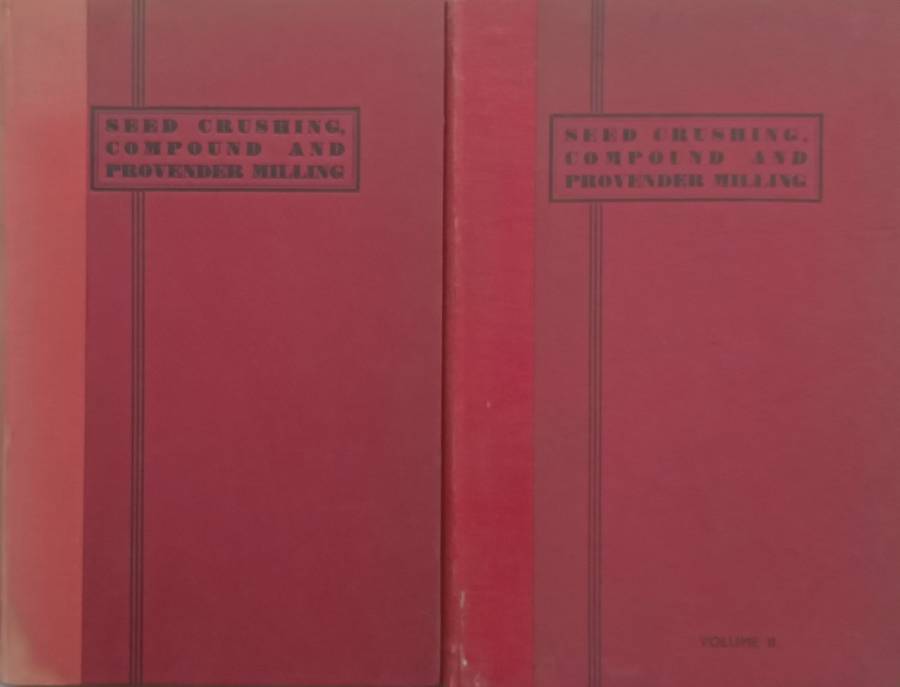 SEED CRUSHING,
COMPOUND AND
PROVENDER MILLING
SEED CRUSHING,
COMPOUND AND
PROVENDER MILLING
VOLUME II